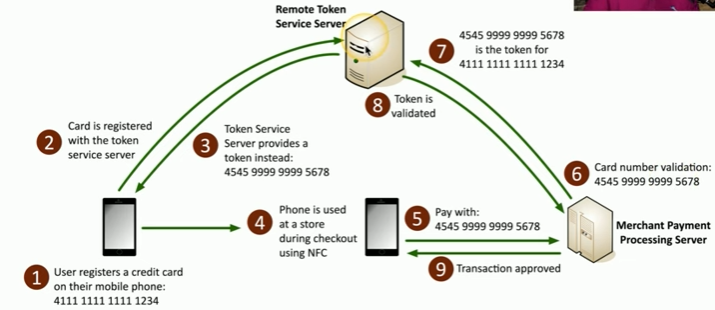 Remote Token
Service Server
7
4545 9999 9999 5678
is the token for
4111 1111 1111 1234
8
Token is
validated
2
Card is registered
with the token
service server
3
Token Service
Server provides a
token instead:
4545 9999 9999 5678
6
Card number validation:
4545 9999 9999 5678
4
Phone is used
at a store
during checkout
using NFC
5
Pay with:
4545 9999 9999 5678
Merchant Payment
Processing Server
9
Transaction approved
1
User registers a credit card
on their mobile phone:
4111 1111 1111 1234